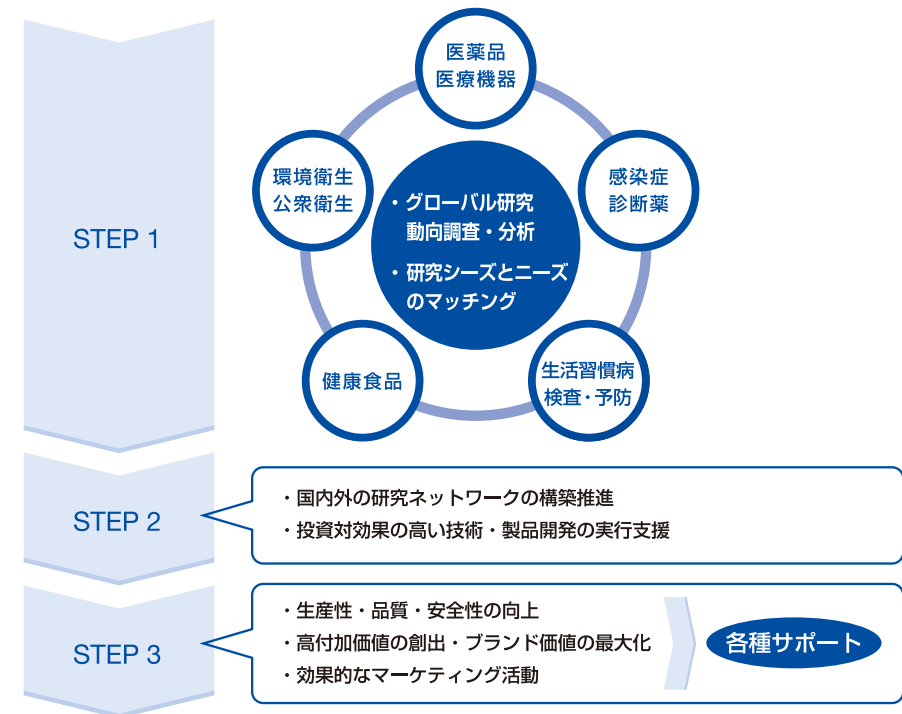 STEP 1
医薬品
医療機器
環境衛生
公衆衛生
感染症
診断薬
・グローバル研究
動向調査・分析
・研究シーズとニーズ
のマッチング
健康食品
生活習慣病
検査・予防
STEP 2
・国内外の研究ネットワークの構築推進
・投資対効果の高い技術・製品開発の実行支援
STEP 3
・生産性・品質・安全性の向上
・高付加価値の創出・ブランド価値の最大化
・効果的なマーケティング活動
各種サポート